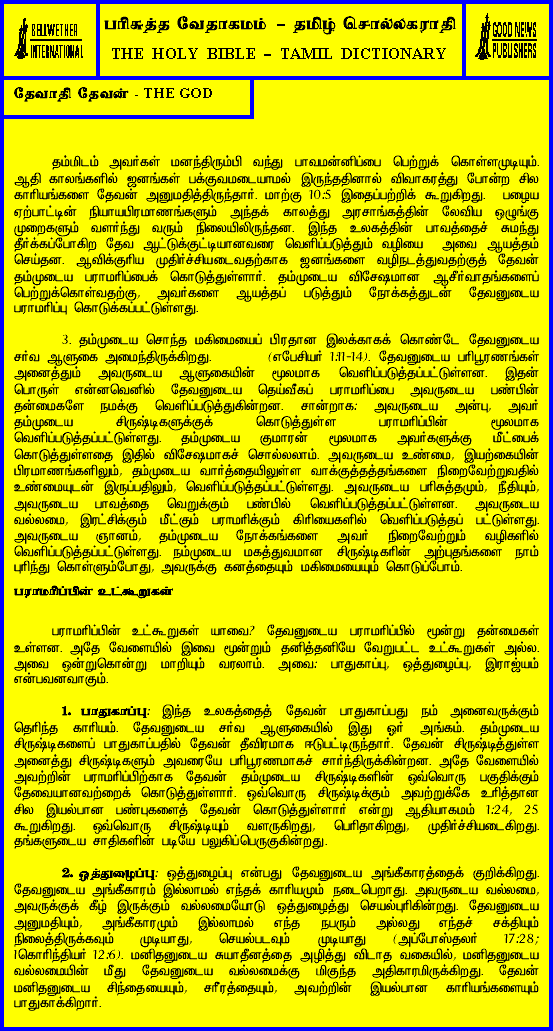 BELLWETHER
INTERNATIONAL
பரிசுத்த வேதாகமம் – தமிழ் சொல்லகராதி
THE HOLY BIBLE – TAMIL DICTIONARY
GOOD NEWS
PUBLISHERS
தேவாதி தேவன் - THE GOD
தம்மிடம் அவர்கள் மனந்திரும்பி வந்து பாவமன்னிப்பை பெற்றுக் கொள்ளமுடியும்.
ஆதி காலங்களில் ஜனங்கள் பக்குவமடையாமல் இருந்ததினால் விவாகரத்து போன்ற சில
காரியங்களை தேவன் அனுமதித்திருந்தார். மாற்கு 10:5 இதைப்பற்றிக் கூறுகிறது. பழைய
ஏற்பாட்டின் நியாயபிரமாணங்களும் அந்தக் காலத்து அரசாங்கத்தின் லேவிய ஒழுங்கு
முறைகளும் வளர்ந்து வரும் நிலையிலிருந்தன. இந்த உலகத்தின் பாவத்தைச் சுமந்து
தீர்க்கப்போகிற தேவ ஆட்டுக்குட்டியானவரை வெளிப்படுத்தும் வழியை அவை ஆயத்தம்
செய்தன. ஆவிக்குரிய முதிர்ச்சியடைவதற்காக ஜனங்களை வழிநடத்துவதற்குத் தேவன்
தம்முடைய பராமரிப்பைக் கொடுத்துள்ளார். தம்முடைய விசேஷமான ஆசீர்வாதங்களைப்
பெற்றுக்கொள்வதற்கு, அவர்களை ஆயத்தப் படுத்தும் நோக்கத்துடன் தேவனுடைய
பராமரிப்பு கொடுக்கப்பட்டுள்ளது.
3. தம்முடைய சொந்த மகிமையைப் பிரதான இலக்காகக் கொண்டே தேவனுடைய
சர்வ ஆளுகை அமைந்திருக்கிறது. (எபேசியர் 1:11-14). தேவனுடைய பரிபூரணங்கள்
அனைத்தும் அவருடைய ஆளுகையின் மூலமாக வெளிப்படுத்தப்பட்டுள்ளன. இதன்
பொருள் என்னவெனில் தேவனுடைய தெய்வீகப் பராமரிப்பை அவருடைய பண்பின்
தன்மைகளே நமக்கு வெளிப்படுத்துகின்றன. சான்றாக: அவருடைய அன்பு, அவர்
தம்முடைய சிருஷ்டிகளுக்குக் கொடுத்துள்ள பராமரிப்பின் மூலமாக
வெளிப்படுத்தப்பட்டுள்ளது. தம்முடைய குமாரன் மூலமாக அவர்களுக்கு மீட்பைக்
கொடுத்துள்ளதை இதில் விசேஷமாகச் சொல்லலாம். அவருடைய உண்மை, இயற்கையின்
பிரமாணங்களிலும், தம்முடைய வார்த்தையிலுள்ள வாக்குத்தத்தங்களை நிறைவேற்றுவதில்
உண்மையுடன் இருப்பதிலும், வெளிப்படுத்தப்பட்டுள்ளது. அவருடைய பரிசுத்தமும், நீதியும்,
அவருடைய பாவத்தை வெறுக்கும் பண்பில் வெளிப்படுத்தப்பட்டுள்ளன. அவருடைய
வல்லமை, இரட்சிக்கும் மீட்கும் பராமரிக்கும் கிரியைகளில் வெளிப்படுத்தப் பட்டுள்ளது.
அவருடைய ஞானம், தம்முடைய நோக்கங்களை அவர் நிறைவேற்றும் வழிகளில்
வெளிப்படுத்தப்பட்டுள்ளது. நம்முடைய மகத்துவமான சிருஷ்டிகரின் அற்புதங்களை நாம்
புரிந்து கொள்ளும்போது, அவருக்கு கனத்தையும் மகிமையையும் கொடுப்போம்.
பராமரிப்பின் உட்கூறுகள்
பராமரிப்பின் உட்கூறுகள் யாவை? தேவனுடைய பராமரிப்பில் மூன்று தன்மைகள்
உள்ளன. அதே வேளையில் இவை மூன்றும் தனித்தனியே வேறுபட்ட உட்கூறுகள் அல்ல.
அவை ஒன்றுகொன்று மாறியும் வரலாம். அவை: பாதுகாப்பு, ஒத்துழைப்பு, இராஜ்யம்
என்பவனவாகும்.
1. பாதுகாப்பு: இந்த உலகத்தைத் தேவன் பாதுகாப்பது நம் அனைவருக்கும்
தெரிந்த காரியம். தேவனுடைய சர்வ ஆளுகையில் இது ஓர் அங்கம். தம்முடைய
சிருஷ்டிகளைப் பாதுகாப்பதில் தேவன் தீவிரமாக ஈடுபட்டிருந்தார். தேவன் சிருஷ்டித்துள்ள
அனைத்து சிருஷ்டிகளும் அவரையே பரிபூரணமாகச் சார்ந்திருக்கின்றன. அதே வேளையில்
அவற்றின் பராமரிப்பிற்காக தேவன் தம்முடைய சிருஷ்டிகளின் ஒவ்வொரு பகுதிக்கும்
தேவையானவற்றைக் கொடுத்துள்ளார். ஒவ்வொரு சிருஷ்டிக்கும் அவற்றுக்கே உரித்தான
சில இயல்பான பண்புகளைத் தேவன் கொடுத்துள்ளார் என்று ஆதியாகமம் 1:24, 25
கூறுகிறது. ஒவ்வொரு சிருஷ்டியும் வளருகிறது, பெரிதாகிறது, முதிர்ச்சியடைகிறது.
தங்களுடைய சாதிகளின் படியே பலுகிப்பெருகுகின்றது.
2. ஒத்துழைப்பு: ஒத்துழைப்பு என்பது தேவனுடைய அங்கீகாரத்தைக் குறிக்கிறது.
தேவனுடைய அங்கீகாரம் இல்லாமல் எந்தக் காரியமும் நடைபெறாது. அவருடைய வல்லமை,
அவருக்குக் கீழ் இருக்கும் வல்லமையோடு ஒத்துழைத்து செயல்புரிகின்றது. தேவனுடைய
அனுமதியும், அங்கீகாரமும் இல்லாமல் எந்த நபரும் அல்லது எந்தச் சக்தியும்
நிலைத்திருக்கவும் முடியாது, செயல்படவும் முடியாது (அப்போஸ்தலர் 17:28;
1கொரிந்தியர் 12:6). மனிதனுடைய சுயாதீனத்தை அழித்து விடாத வகையில், மனிதனுடைய
வல்லமையின் மீது தேவனுடைய வல்லமைக்கு மிகுந்த அதிகாரமிருக்கிறது. தேவன்
மனிதனுடைய சிந்தையையும், சரீரத்தையும், அவற்றின் இயல்பான காரியங்களையும்
பாதுகாக்கிறார்.